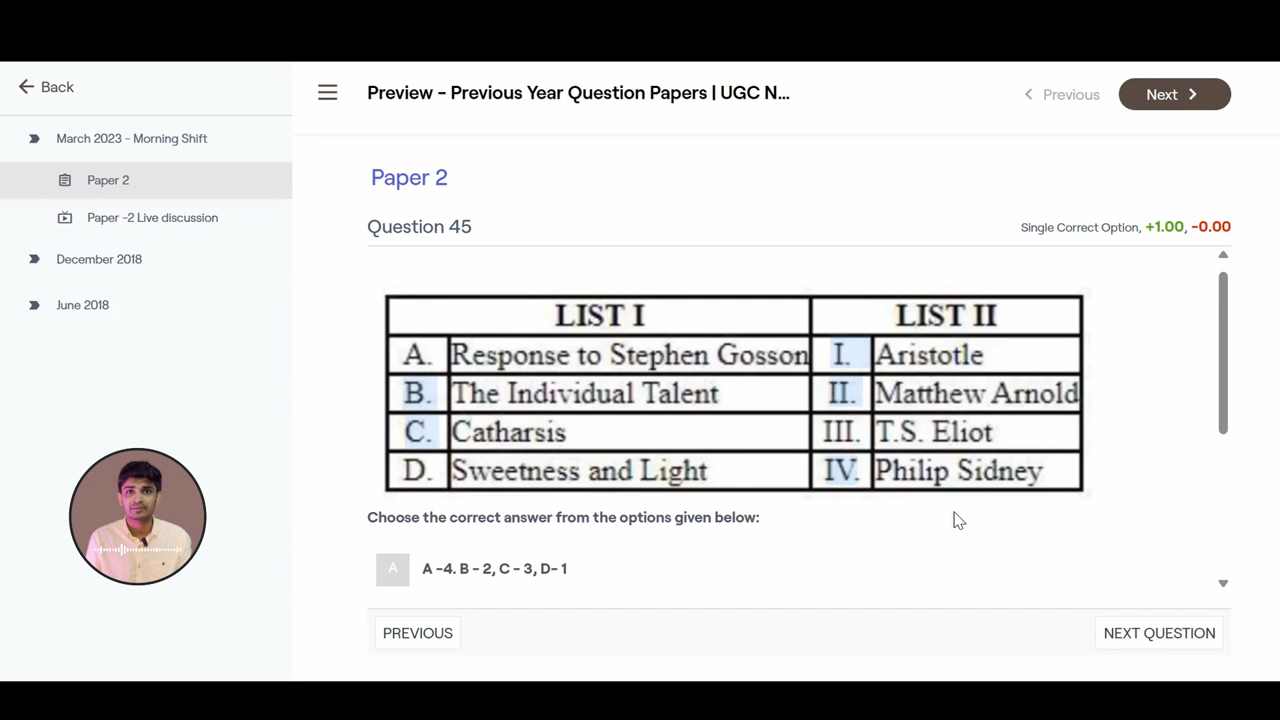 Back
Preview - Previous Year Question Papers | UGC N...
Previous
Next
March 2023 - Morning Shift
Paper 2
Paper -2 Live discussion
December 2018
June 2018
Paper 2
Question 45
Single Correct Option, +1.00, -0.00
LIST I LIST II
A. Response to Stephen Gosson I. Aristotle
B. The Individual Talent II. Matthew Arnold
C. Catharsis III. T.S. Eliot
D. Sweetness and Light IV. Philip Sidney
Choose the correct answer from the options given below:
A A -4. B - 2, C - 3, D- 1
PREVIOUS
NEXT QUESTION